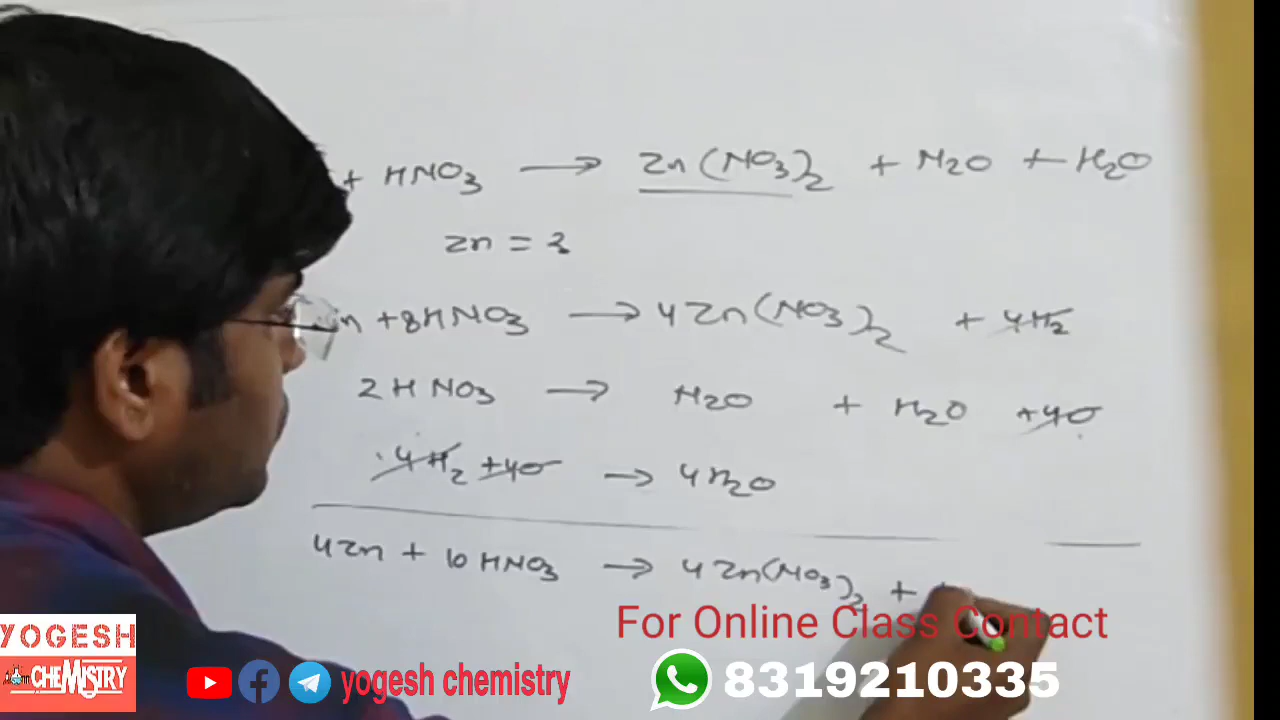 + HNO3 → Zn(NO3)2 + N2O + H2O
Zn = 2
n + 8HNO3 → 4Zn(NO3)2 + 4H2
2HNO3 → N2O + H2O + 4O
4H2 + 4O → 4H2O
4Zn + 10HNO3 → 4Zn(NO3)2 +
For Online Class Contact
YOGESH
CHEMISTRY
yogesh chemistry
8319210335